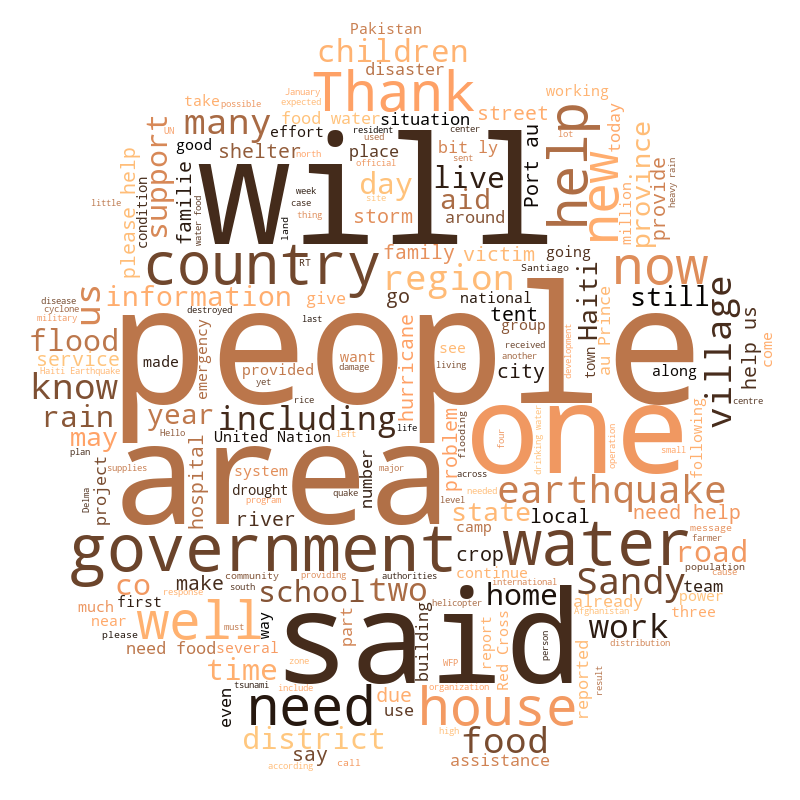 Pakistan
children
disaster
Thank
January
expected
working
take
possible
food water
situation
street
many
UN
effort
resident
used
center
lot
today
help
new
Port au
good
shelter
north
place
official
bit ly
sent
support
please help
condition
familie
week
case
thing
will
day
site
live
aid
storm
around
million
province
provide
heavy rain
little
water food
land
country
RT
family
victim
going
region
Santiago
now
disease
cyclone
military
us
destroyed
information
give
last
go
national
tent
group
received
another
Haiti
still
village
help us
come
flood
service
Haiti Earthquake
emergency
made
people
want
damage
provided
yet
hurricane
see
living
city
development
town
au Prince
along
centre
know
rain
year
rice
including
life
one
four
small
following
may
Hello
United Nation
left
problem
flooding
drinking water
operation
plan
supplies
hospital
area
system
program
drought
quake
number
major
level
needed
across
earthquake
need help
message
farmer
Delma
project
river
state
local
camp
government
water
crop
road
population
cause
co
make
community
south
providing
authorities
continue
international
Sandy
team
much
first
response
school
two
home
already
Afghanistan
power
three
near
please
well
must
way
said
part
building
helicopter
report
Red Cross
person
work
distribution
need food
several
time
zone
tsunami
include
WFP
organization
reported
result
even
need
due
use
house
district
high
say
food
according
call
assistance